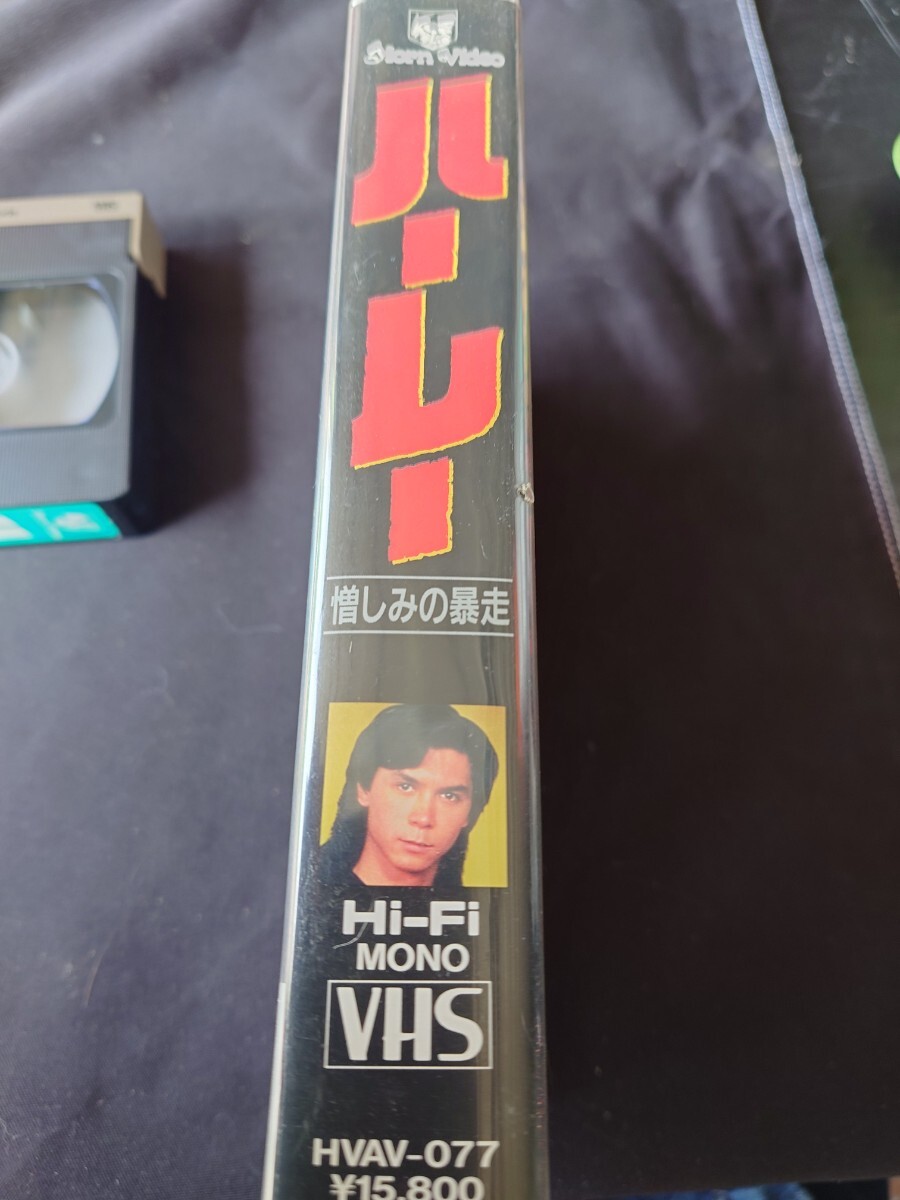 Horn Video
ハーレー
憎しみの暴走
Hi-Fi
MONO
VHS
HVAV-077
¥15,800